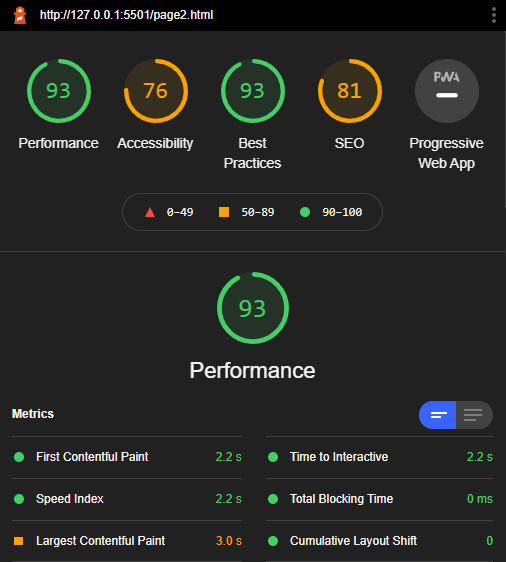 http://127.0.0.1:5501/page2.html
93 76 93 81 PWA
Performance Accessibility Best Practices SEO Progressive Web App
0–49 50–89 90–100
93
Performance
Metrics
First Contentful Paint 2.2 s
Time to Interactive 2.2 s
Speed Index 2.2 s
Total Blocking Time 0 ms
Largest Contentful Paint 3.0 s
Cumulative Layout Shift 0